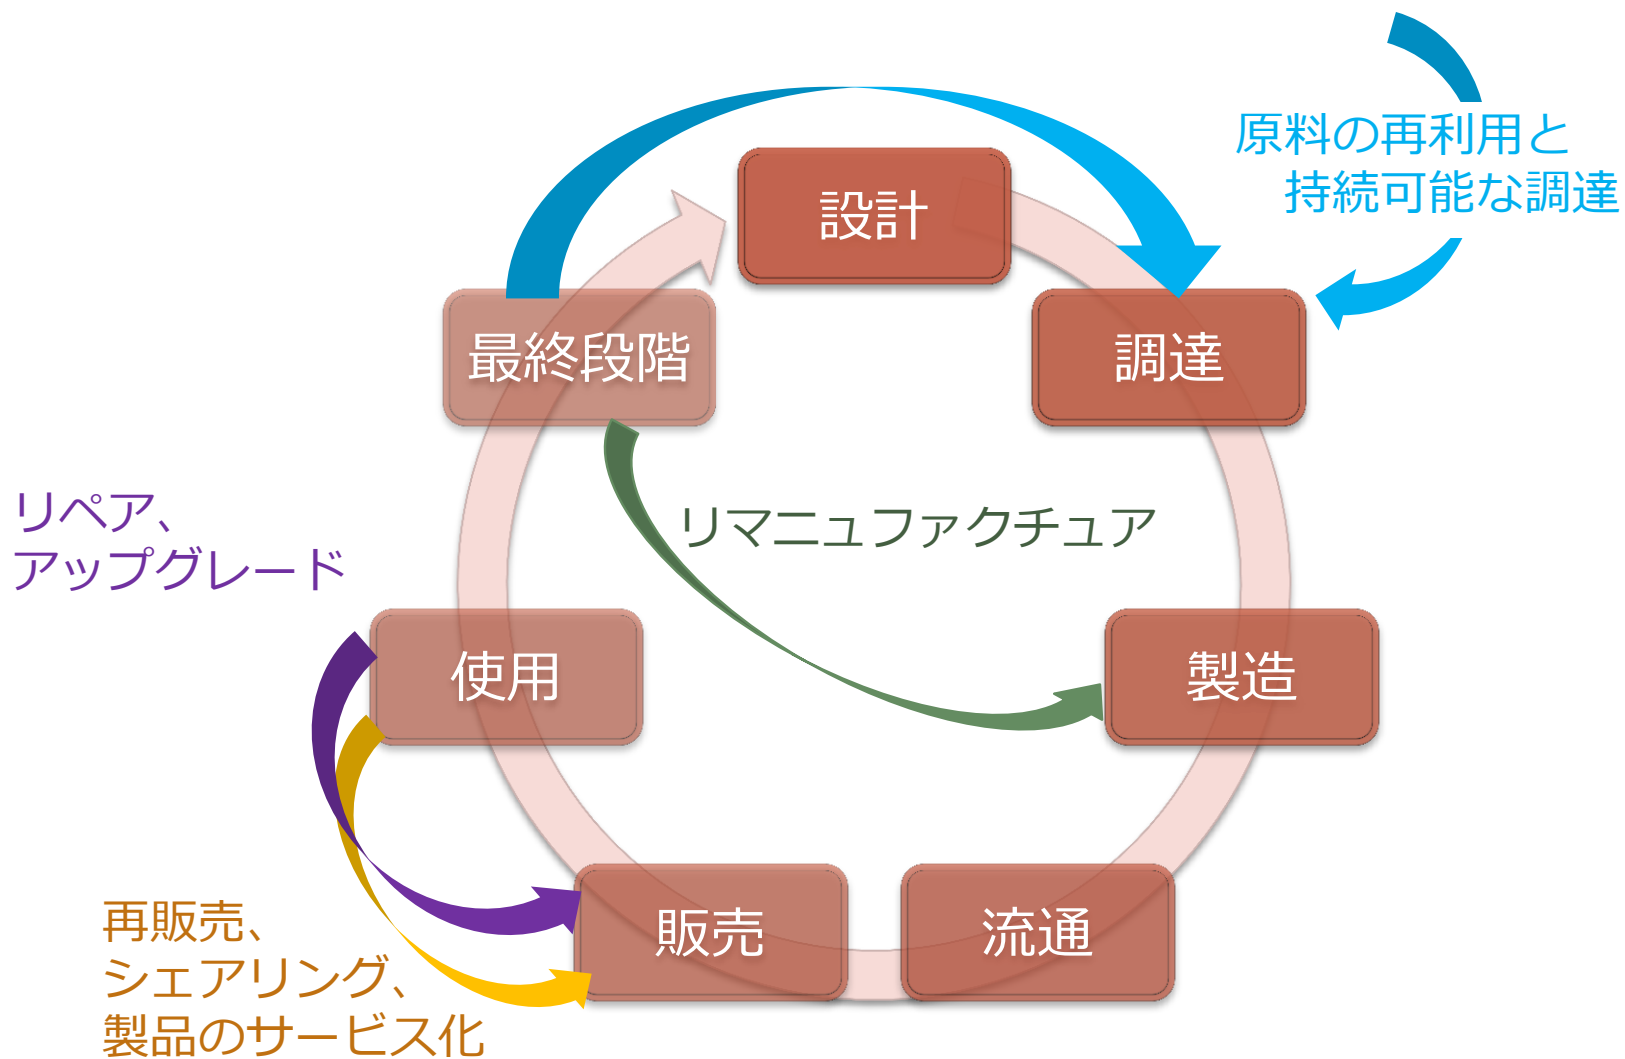 原料の再利用と
持続可能な調達
設計
調達
最終段階
リペア、
アップグレード
リマニュファクチュア
使用
製造
再販売、
シェアリング、
製品のサービス化
販売
流通